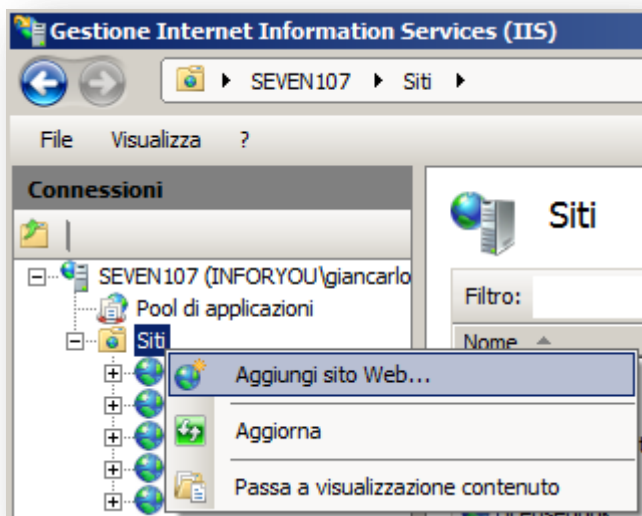 Gestione Internet Information Services (IIS)
SEVEN107 Siti
File Visualizza ?
Connessioni
Siti
SEVEN107 (INFORYOU\giancarlo
Pool di applicazioni
Filtro:
Siti
Nome
Aggiungi sito Web...
Aggiorna
Passa a visualizzazione contenuto